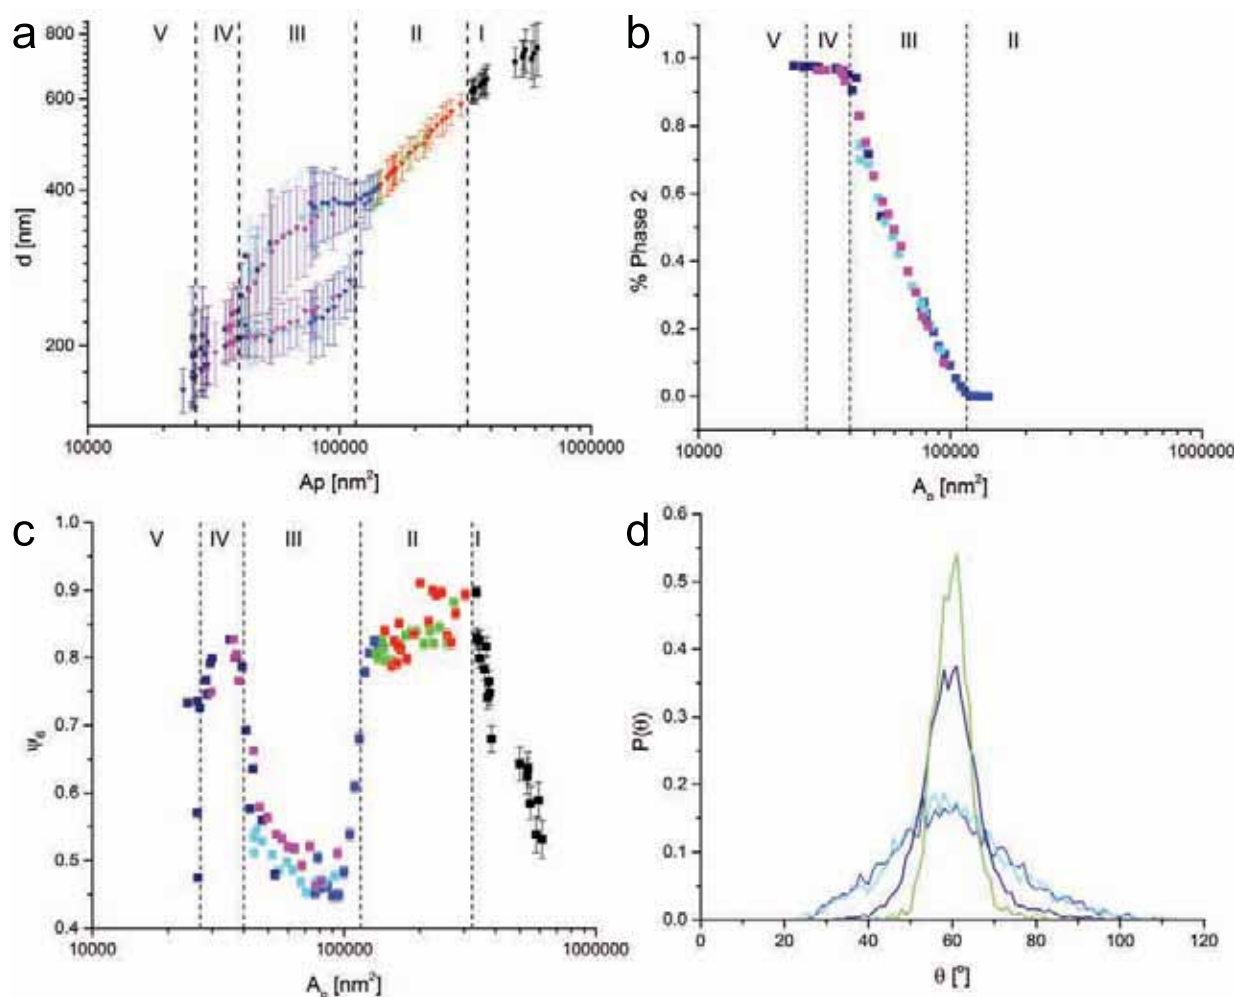 a
V IV III II I
800
600
400
200
d [nm]
10000 100000 1000000
Ap [nm²]
b
V IV III II
1.0
0.8
0.6
0.4
0.2
0.0
% Phase 2
10000 100000 1000000
Aₚ [nm²]
c
V IV III II I
1.0
0.9
0.8
0.7
0.6
0.5
0.4
ψ₆
10000 100000 1000000
Aₚ [nm²]
d
0.6
0.5
0.4
0.3
0.2
0.1
0.0
P(θ)
0 20 40 60 80 100 120
θ [º]